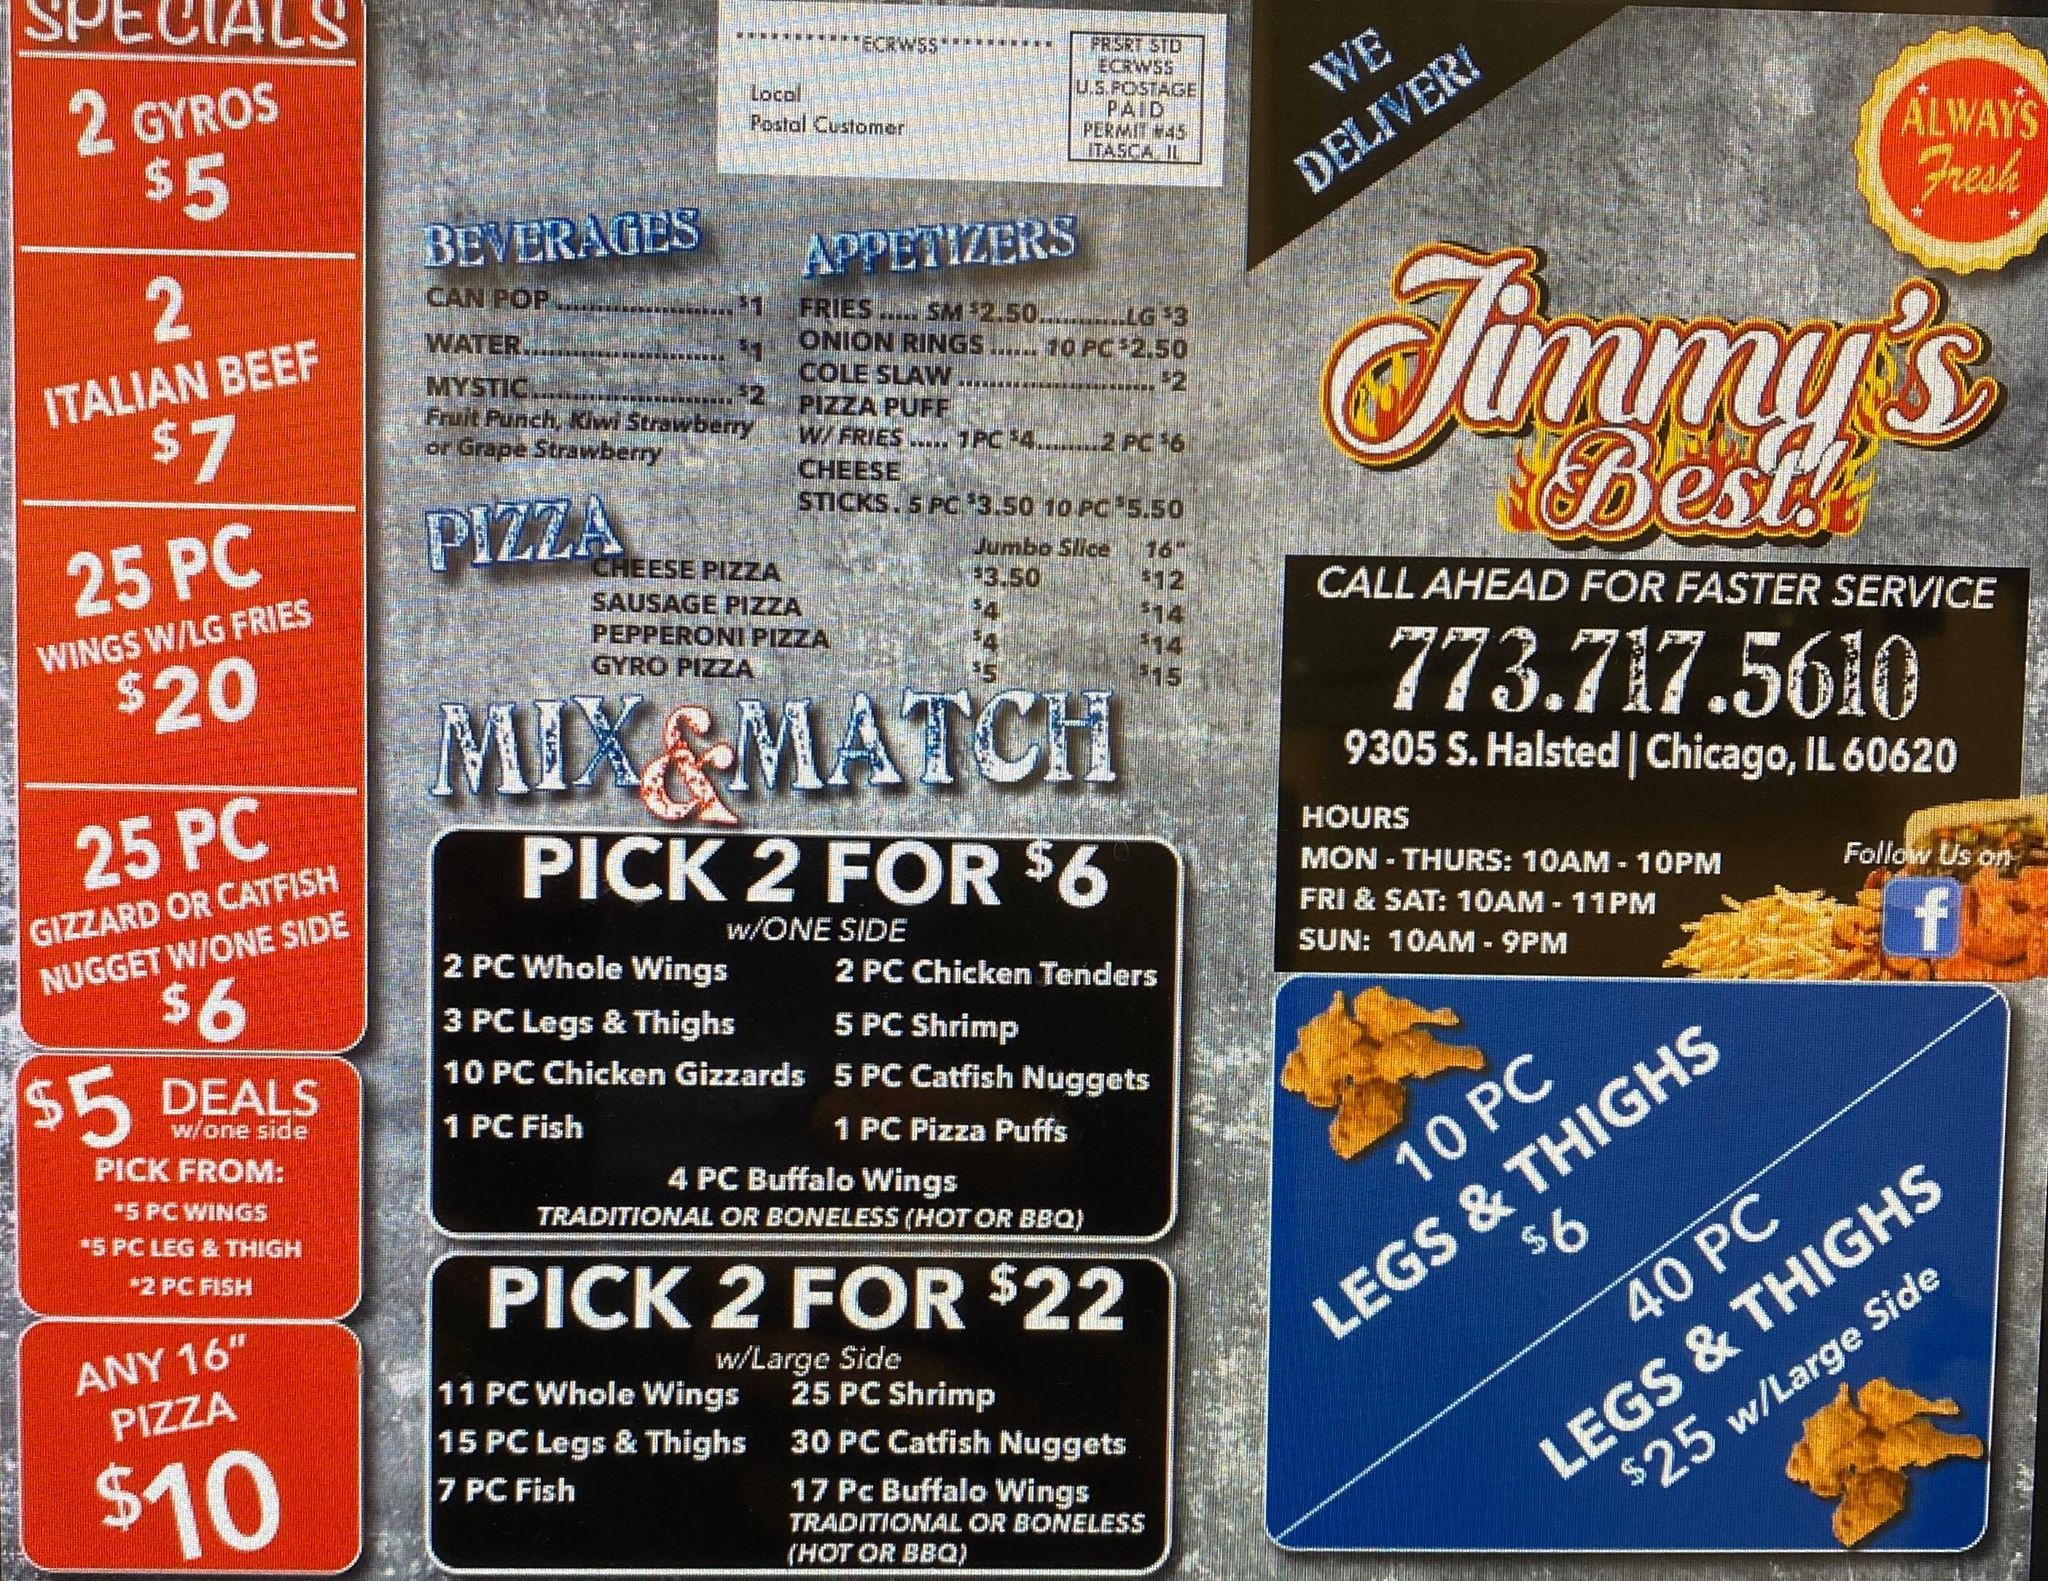 SPECIALS
2 GYROS
$5
2
ITALIAN BEEF
$7
25 PC
WINGS W/LG FRIES
$20
25 PC
GIZZARD OR CATFISH
NUGGET W/ONE SIDE
$6
$5 DEALS
w/one side
PICK FROM:
*5 PC WINGS
*5 PC LEG & THIGH
*2 PC FISH
ANY 16"
PIZZA
$10
***********ECRWSS***********
Local
Postal Customer
PRSRT STD
ECRWSS
U.S.POSTAGE
PAID
PERMIT #45
ITASCA, IL
BEVERAGES
CAN POP ........................ $1
WATER............................ $1
MYSTIC............................ $2
Fruit Punch, Kiwi Strawberry
or Grape Strawberry
APPETIZERS
FRIES ..... SM $2.50............LG $3
ONION RINGS ...... 10 PC $2.50
COLE SLAW ........................... $2
PIZZA PUFF
W/ FRIES ...... 1PC $4.........2 PC $6
CHEESE
STICKS . 5 PC $3.50 10 PC $5.50
PIZZA
Jumbo Slice 16"
CHEESE PIZZA $3.50 $12
SAUSAGE PIZZA $4 $14
PEPPERONI PIZZA $4 $14
GYRO PIZZA $5 $15
MIX & MATCH
PICK 2 FOR $6
w/ONE SIDE
2 PC Whole Wings 2 PC Chicken Tenders
3 PC Legs & Thighs 5 PC Shrimp
10 PC Chicken Gizzards 5 PC Catfish Nuggets
1 PC Fish 1 PC Pizza Puffs
4 PC Buffalo Wings
TRADITIONAL OR BONELESS (HOT OR BBQ)
PICK 2 FOR $22
w/Large Side
11 PC Whole Wings 25 PC Shrimp
15 PC Legs & Thighs 30 PC Catfish Nuggets
7 PC Fish 17 Pc Buffalo Wings
TRADITIONAL OR BONELESS
(HOT OR BBQ)
WE
DELIVER!
ALWAYS
Fresh
Jimmy's
Best!
CALL AHEAD FOR FASTER SERVICE
773.717.5610
9305 S. Halsted | Chicago, IL 60620
HOURS
MON - THURS: 10AM - 10PM
FRI & SAT: 10AM - 11PM
SUN: 10AM - 9PM
Follow Us on
f
10 PC
LEGS & THIGHS
$6
40 PC
LEGS & THIGHS
$25 w/Large Side